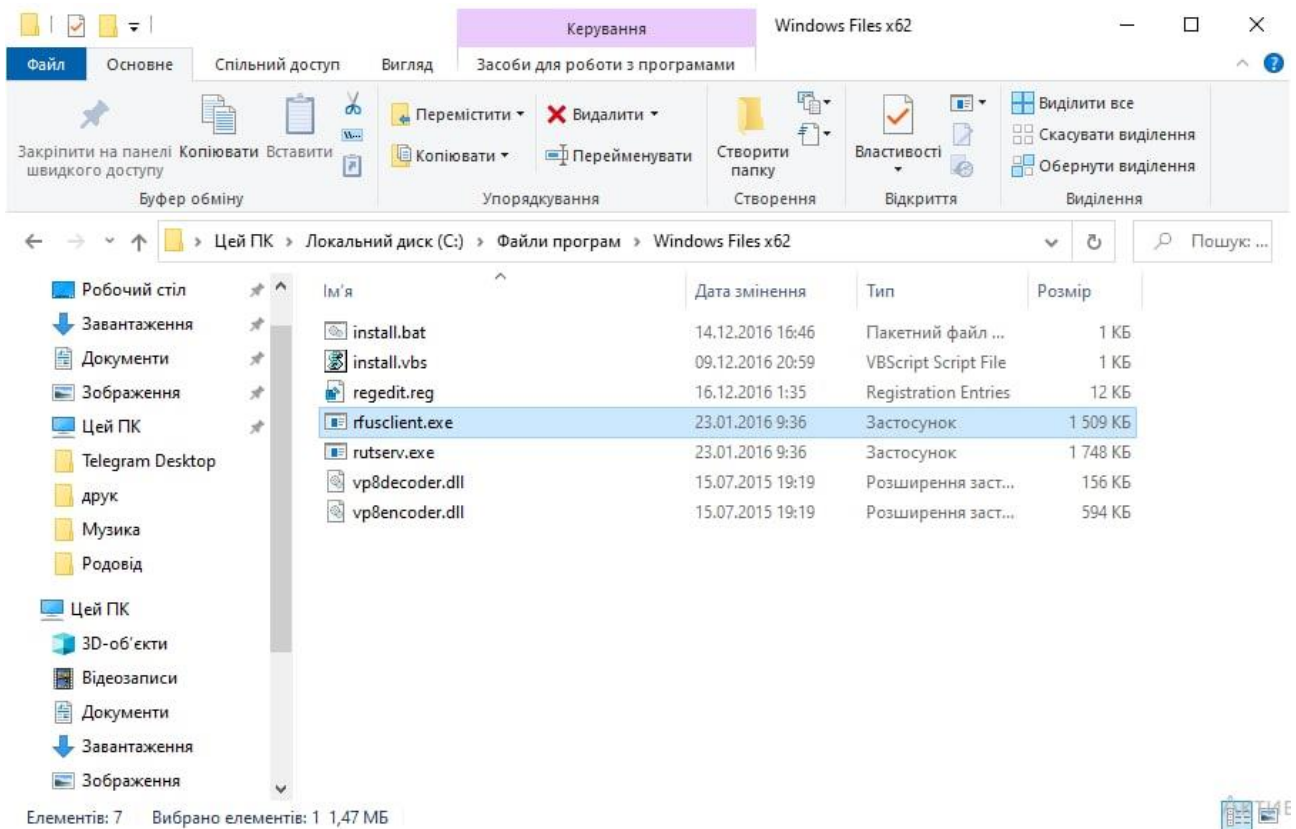 Керування
Windows Files x62
Файл Основне Спільний доступ Вигляд Засоби для роботи з програмами
Закріпити на панелі швидкого доступу
Копіювати
Вставити
Переместити
Копіювати
Видалити
Перейменувати
Створити папку
Властивості
Виділити все
Скасувати виділення
Обернути виділення
Буфер обміну Упорядкування Створення Відкриття Виділення
Цей ПК › Локальний диск (C:) › Файли програм › Windows Files x62
Пошук: ...
Робочий стіл
Завантаження
Документи
Зображення
Цей ПК
Telegram Desktop
друк
Музика
Родовід
Цей ПК
3D-об'єкти
Відеозаписи
Документи
Завантаження
Зображення
Ім'я Дата змінення Тип Розмір
install.bat 14.12.2016 16:46 Пакетний файл ... 1 КБ
install.vbs 09.12.2016 20:59 VBScript Script File 1 КБ
regedit.reg 16.12.2016 1:35 Registration Entries 12 КБ
rfusclient.exe 23.01.2016 9:36 Застосунок 1 509 КБ
rutserv.exe 23.01.2016 9:36 Застосунок 1 748 КБ
vp8decoder.dll 15.07.2015 19:19 Розширення заст... 156 КБ
vp8encoder.dll 15.07.2015 19:19 Розширення заст... 594 КБ
Елементів: 7 Вибрано елементів: 1 1,47 МБ